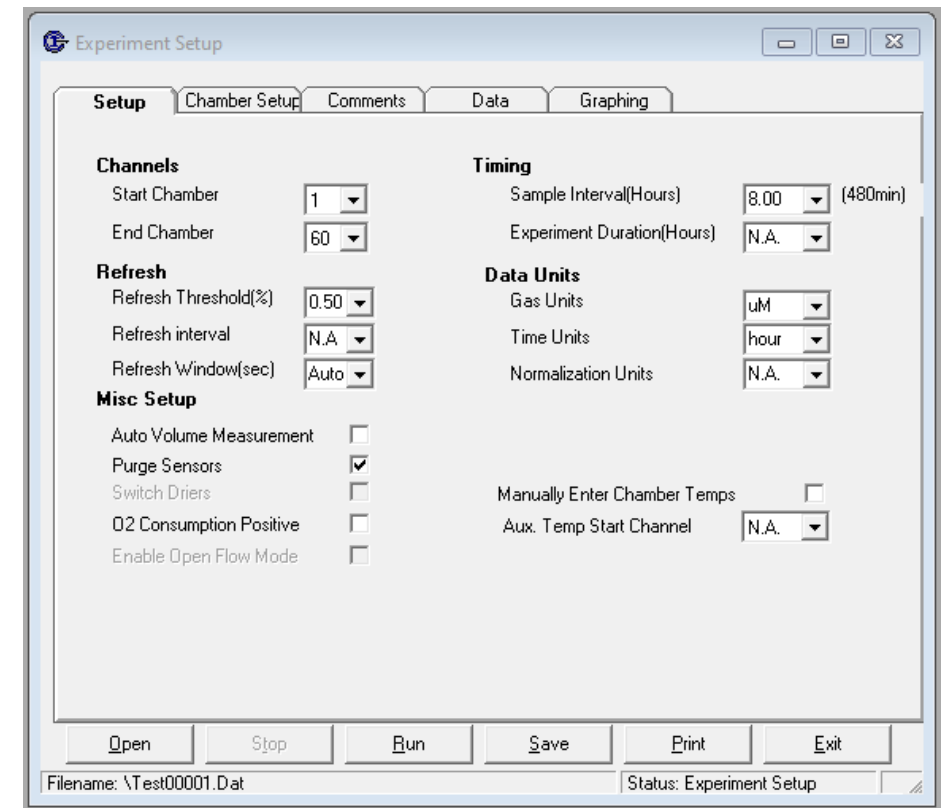 Experiment Setup
Setup Chamber Setup Comments Data Graphing
Channels
Start Chamber 1
End Chamber 60
Refresh
Refresh Threshold(%) 0.50
Refresh interval N.A
Refresh Window(sec) Auto
Misc Setup
Auto Volume Measurement
Purge Sensors
Switch Driers
O2 Consumption Positive
Enable Open Flow Mode
Timing
Sample Interval(Hours) 8.00 (480min)
Experiment Duration(Hours) N.A.
Data Units
Gas Units uM
Time Units hour
Normalization Units N.A.
Manually Enter Chamber Temps
Aux. Temp Start Channel N.A.
Open Stop Run Save Print Exit
Filename: \Test00001.Dat Status: Experiment Setup